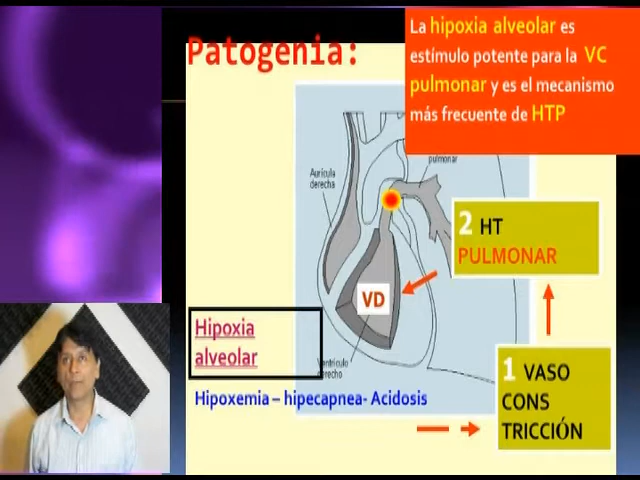 Patogenia:
La hipoxia alveolar es
estímulo potente para la VC
pulmonar y es el mecanismo
más frecuente de HTP
pulmonar
Aurícula
derecha
2 HT
PULMONAR
VD
Hipoxia
alveolar
Ventrículo
derecho
Hipoxemia – hipecapnea- Acidosis
1 VASO
CONS
TRICCIÓN